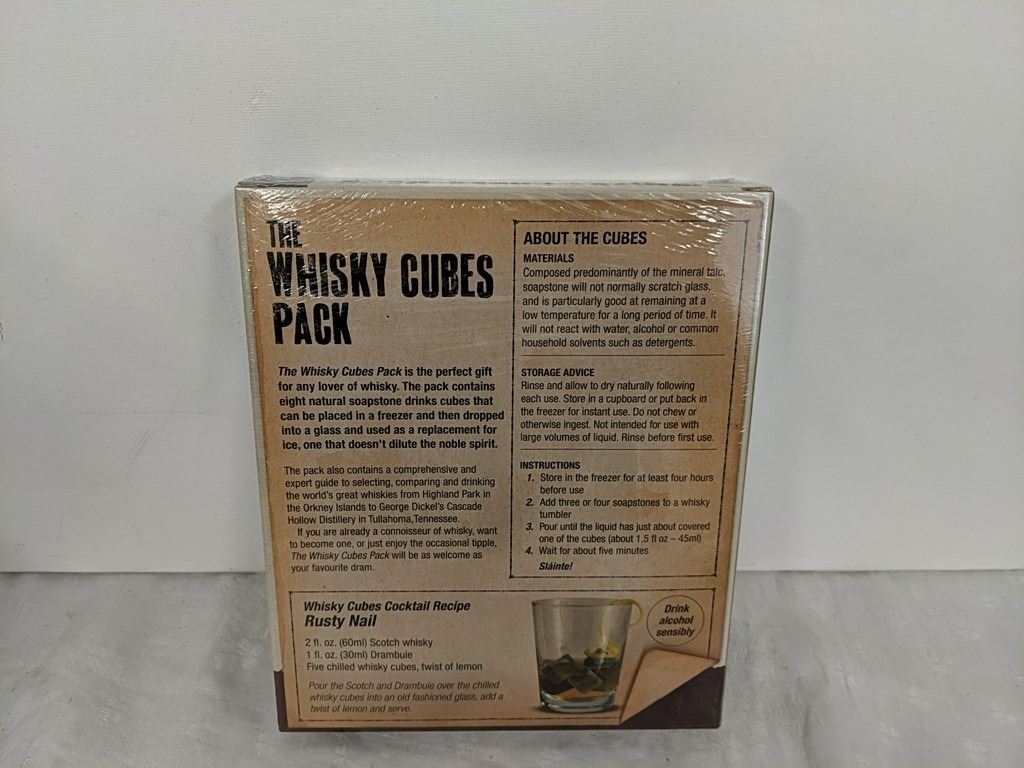 THE
WHISKY CUBES
PACK
The Whisky Cubes Pack is the perfect gift
for any lover of whisky. The pack contains
eight natural soapstone drinks cubes that
can be placed in a freezer and then dropped
into a glass and used as a replacement for
ice, one that doesn't dilute the noble spirit.
The pack also contains a comprehensive and
expert guide to selecting, comparing and drinking
the world's great whiskies from Highland Park in
the Orkney Islands to George Dickel's Cascade
Hollow Distillery in Tullahoma,Tennessee.
If you are already a connoisseur of whisky, want
to become one, or just enjoy the occasional tipple,
The Whisky Cubes Pack will be as welcome as
your favourite dram.
ABOUT THE CUBES
MATERIALS
Composed predominantly of the mineral talc,
soapstone will not normally scratch glass,
and is particularly good at remaining at a
low temperature for a long period of time. It
will not react with water, alcohol or common
household solvents such as detergents.
STORAGE ADVICE
Rinse and allow to dry naturally following
each use. Store in a cupboard or put back in
the freezer for instant use. Do not chew or
otherwise ingest. Not intended for use with
large volumes of liquid. Rinse before first use.
INSTRUCTIONS
1. Store in the freezer for at least four hours
before use
2. Add three or four soapstones to a whisky
tumbler
3. Pour until the liquid has just about covered
one of the cubes (about 1.5 fl oz – 45ml)
4. Wait for about five minutes
Sláinte!
Whisky Cubes Cocktail Recipe
Rusty Nail
2 fl. oz. (60ml) Scotch whisky
1 fl. oz. (30ml) Drambuie
Five chilled whisky cubes, twist of lemon
Pour the Scotch and Drambuie over the chilled
whisky cubes into an old fashioned glass, add a
twist of lemon and serve.
Drink
alcohol
sensibly